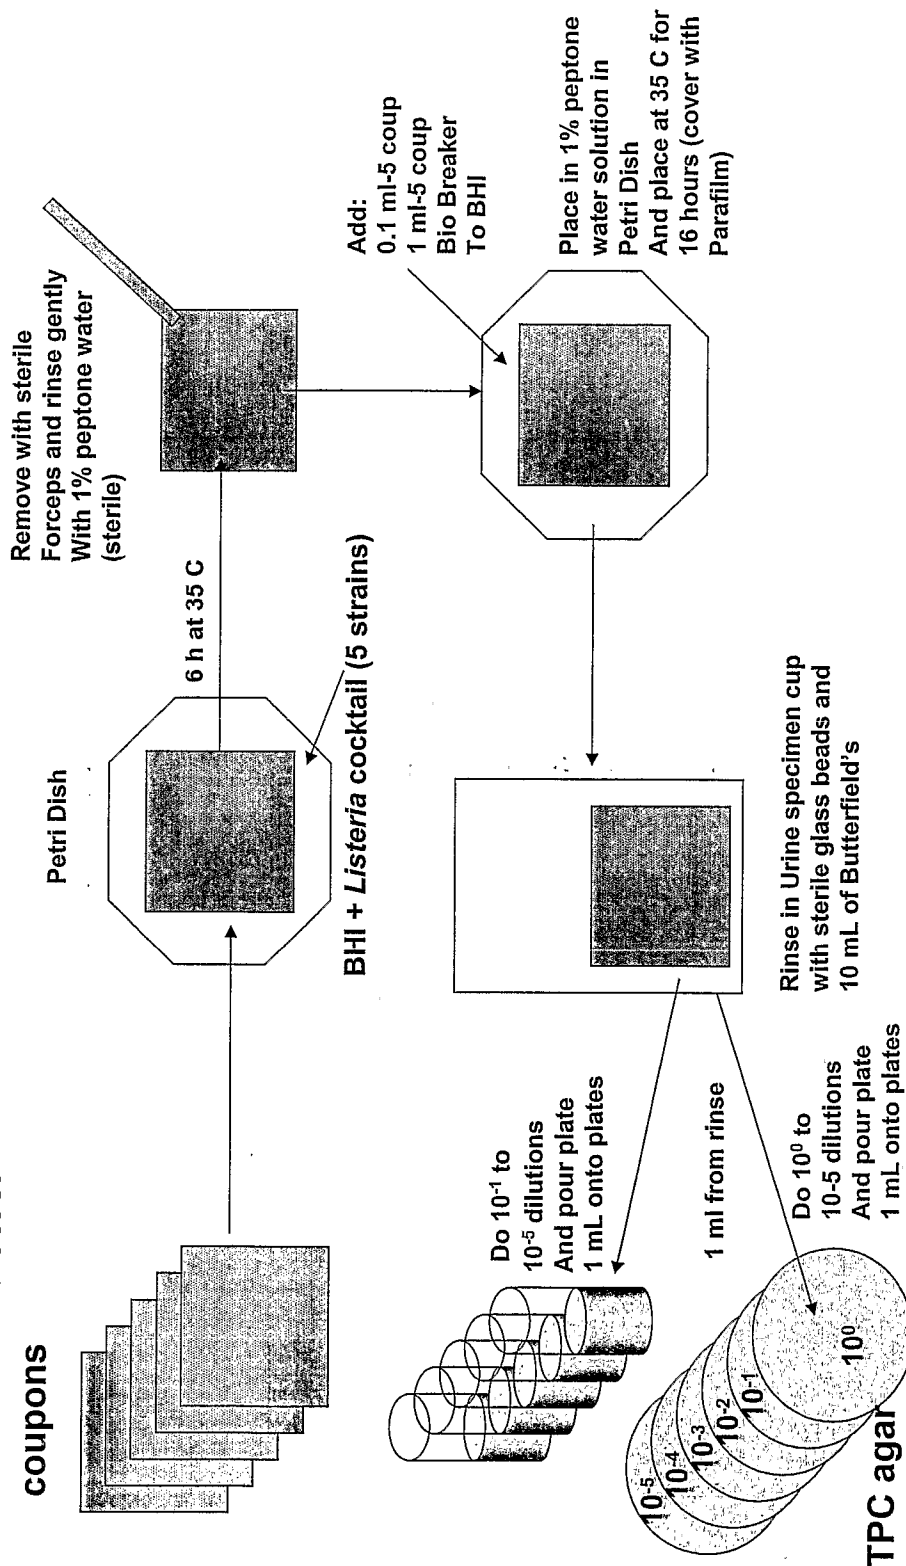 coupons
Petri Dish
BHI + Listeria cocktail (5 strains)
6 h at 35 C
Remove with sterile
Forceps and rinse gently
With 1% peptone water
(sterile)
Add:
0.1 ml-5 coup
1 ml-5 coup
Bio Breaker
To BHI
Place in 1% peptone
water solution in
Petri Dish
And place at 35 C for
16 hours (cover with
Parafilm)
Rinse in Urine specimen cup
with sterile glass beads and
10 mL of Butterfield's
Do 10⁻¹ to
10⁻⁵ dilutions
And pour plate
1 mL onto plates
1 ml from rinse
Do 10⁰ to
10-5 dilutions
And pour plate
1 mL onto plates
10⁻⁵
10⁻⁴
10⁻³
10⁻²
10⁻¹
10⁰
TPC agar